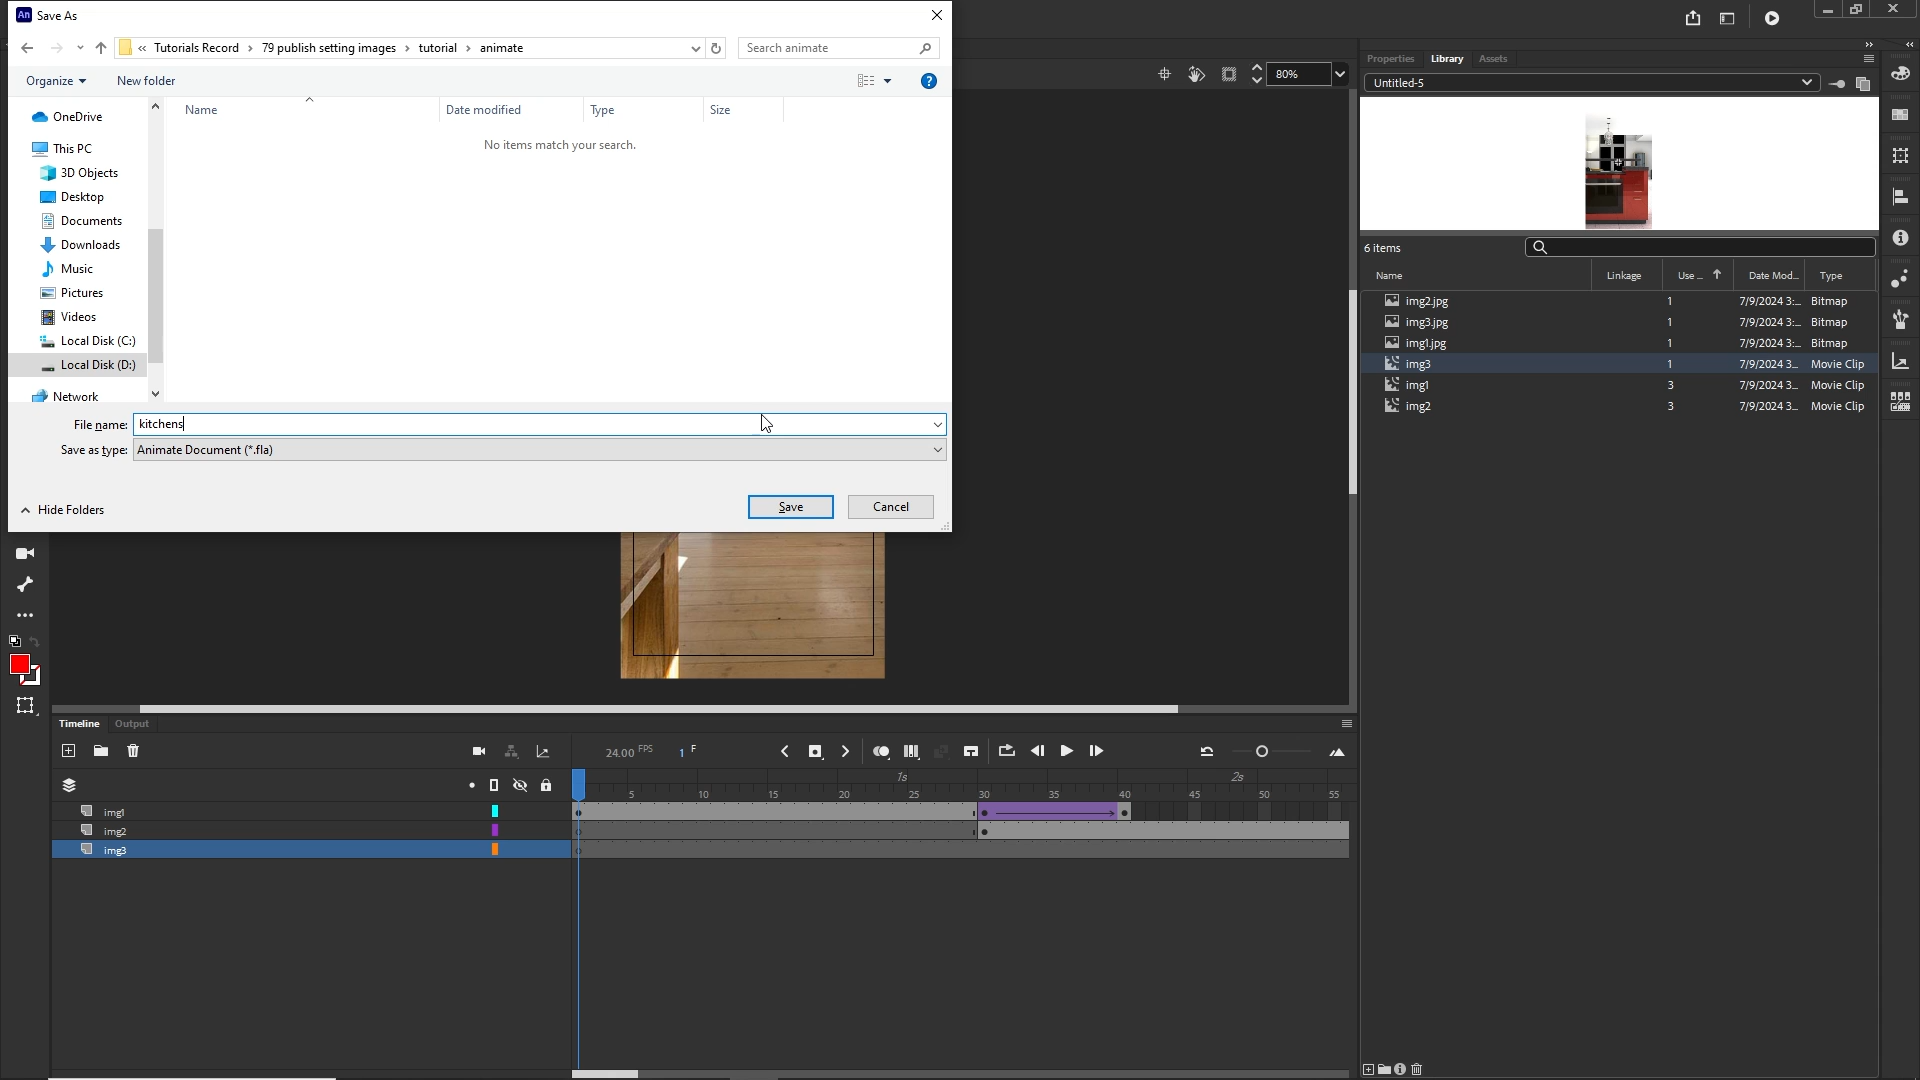 An Save As
« Tutorials Record › 79 publish setting images › tutorial › animate
Search animate
Organize
New folder
?
Name
Date modified
Type
Size
No items match your search.
OneDrive
This PC
3D Objects
Desktop
Documents
Downloads
Music
Pictures
Videos
Local Disk (C:)
Local Disk (D:)
Network
File name: kitchens
Save as type: Animate Document (*.fla)
Hide Folders
Save
Cancel
80%
Properties
Library
Assets
Untitled-5
6 items
Name
Linkage
Use ...
Date Mod...
Type
img2.jpg 1 7/9/2024 3:... Bitmap
img3.jpg 1 7/9/2024 3:... Bitmap
img1.jpg 1 7/9/2024 3:... Bitmap
img3 1 7/9/2024 3... Movie Clip
img1 3 7/9/2024 3... Movie Clip
img2 3 7/9/2024 3... Movie Clip
Timeline
Output
24.00 FPS
1 F
1s
2s
5 10 15 20 25 30 35 40 45 50 55
img1
img2
img3